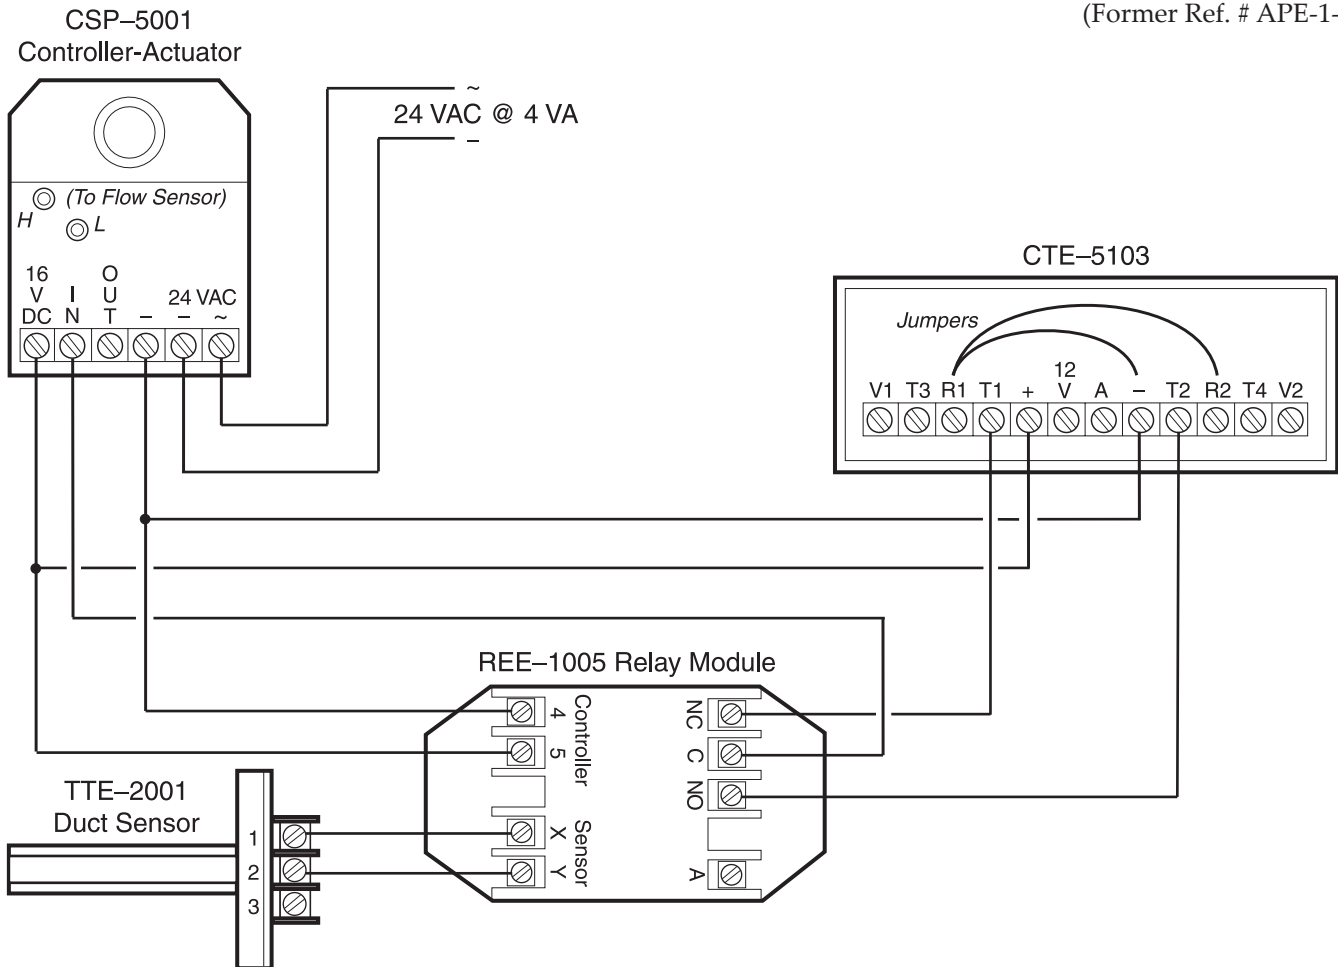 (Former Ref. # APE-1-
CSP–5001
Controller-Actuator
~
24 VAC @ 4 VA
–
(To Flow Sensor)
H
L
16 V DC
IN
OUT
–
24 VAC
– ~
CTE–5103
Jumpers
V1 T3 R1 T1 + 12 V A – T2 R2 T4 V2
REE–1005 Relay Module
Controller
4
5
Sensor
X
Y
NC
C
NO
A
TTE–2001
Duct Sensor
1
2
3